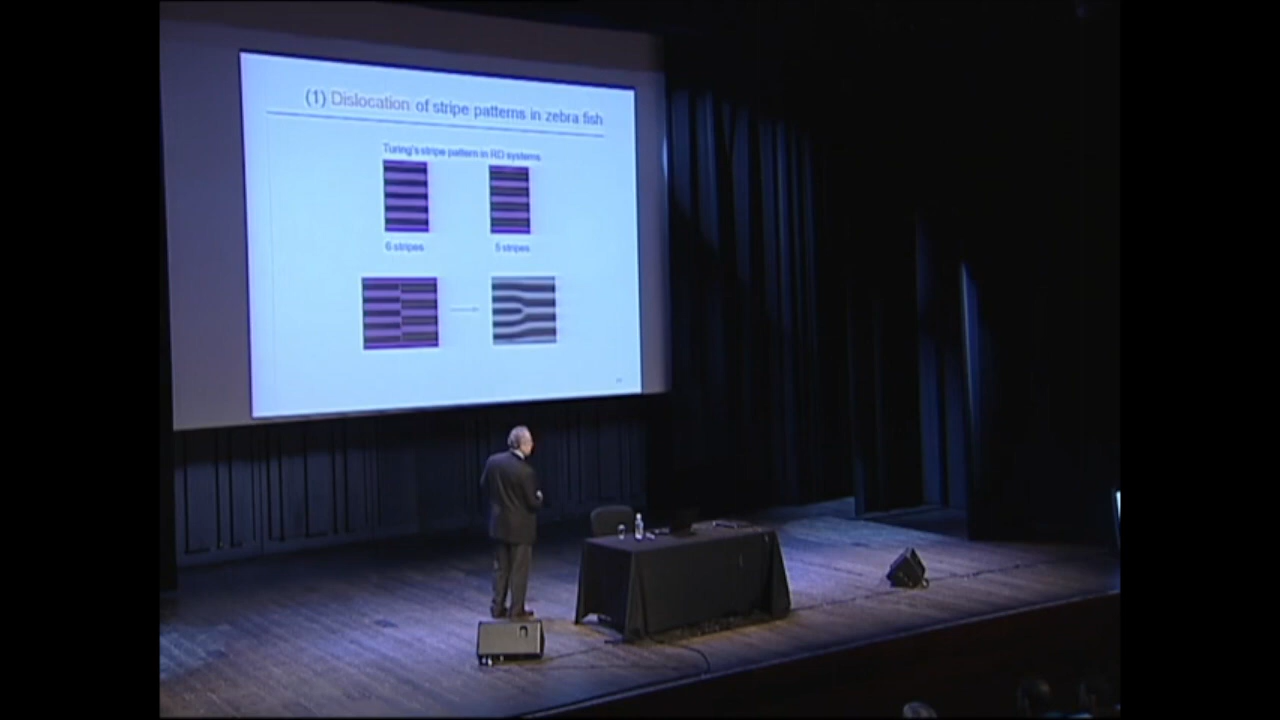 (1) Dislocation of stripe patterns in zebra fish
Turing's stripe pattern in RD systems
6 stripes
5 stripes